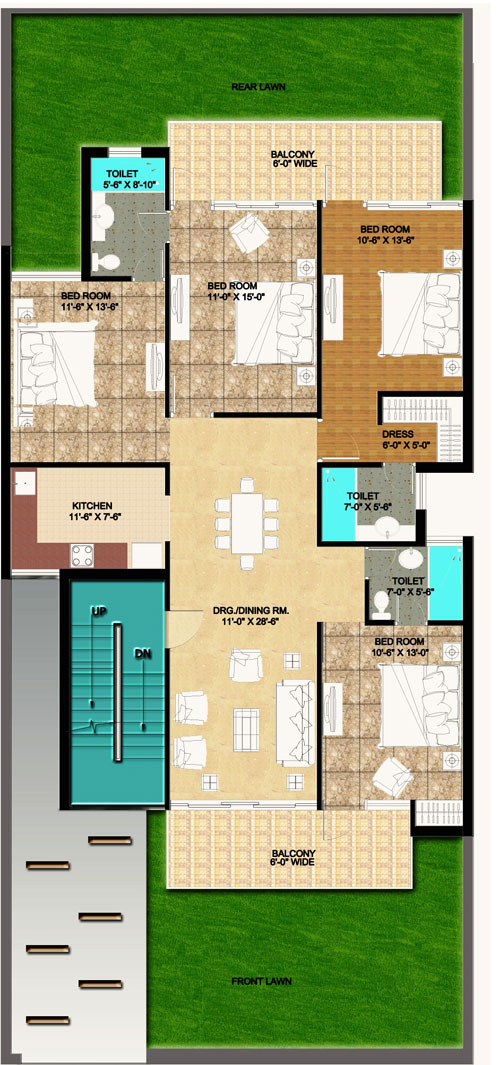 REAR LAWN
BALCONY
6'-0" WIDE
TOILET
5'-6" X 8'-10"
BED ROOM
10'-6" X 13'-6"
BED ROOM
11'-0" X 15'-0"
BED ROOM
11'-6" X 13'-6"
DRESS
6'-0" X 5'-0"
KITCHEN
11'-6" X 7'-6"
TOILET
7'-0" X 5'-6"
TOILET
7'-0" X 5'-6"
UP
DRG./DINING RM.
11'-0" X 28'-6"
DN
BED ROOM
10'-6" X 13'-0"
BALCONY
6'-0" WIDE
FRONT LAWN